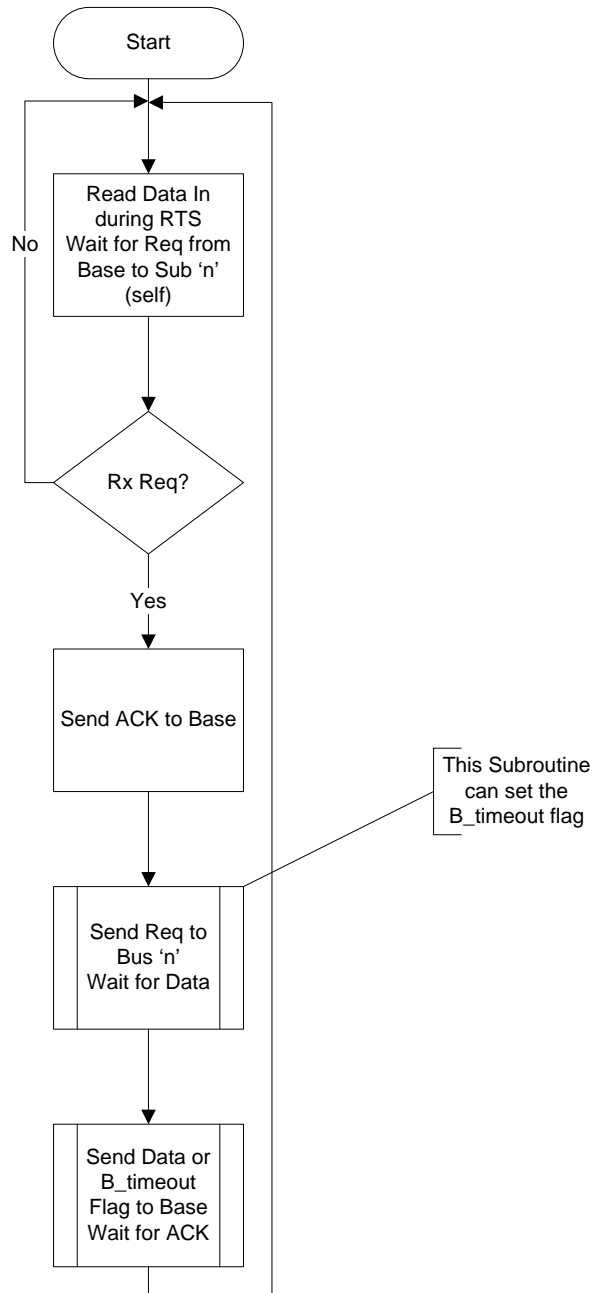 Start
Read Data In
during RTS
Wait for Req from
Base to Sub ‘n’
(self)
No
Rx Req?
Yes
Send ACK to Base
This Subroutine
can set the
B_timeout flag
Send Req to
Bus ‘n’
Wait for Data
Send Data or
B_timeout
Flag to Base
Wait for ACK